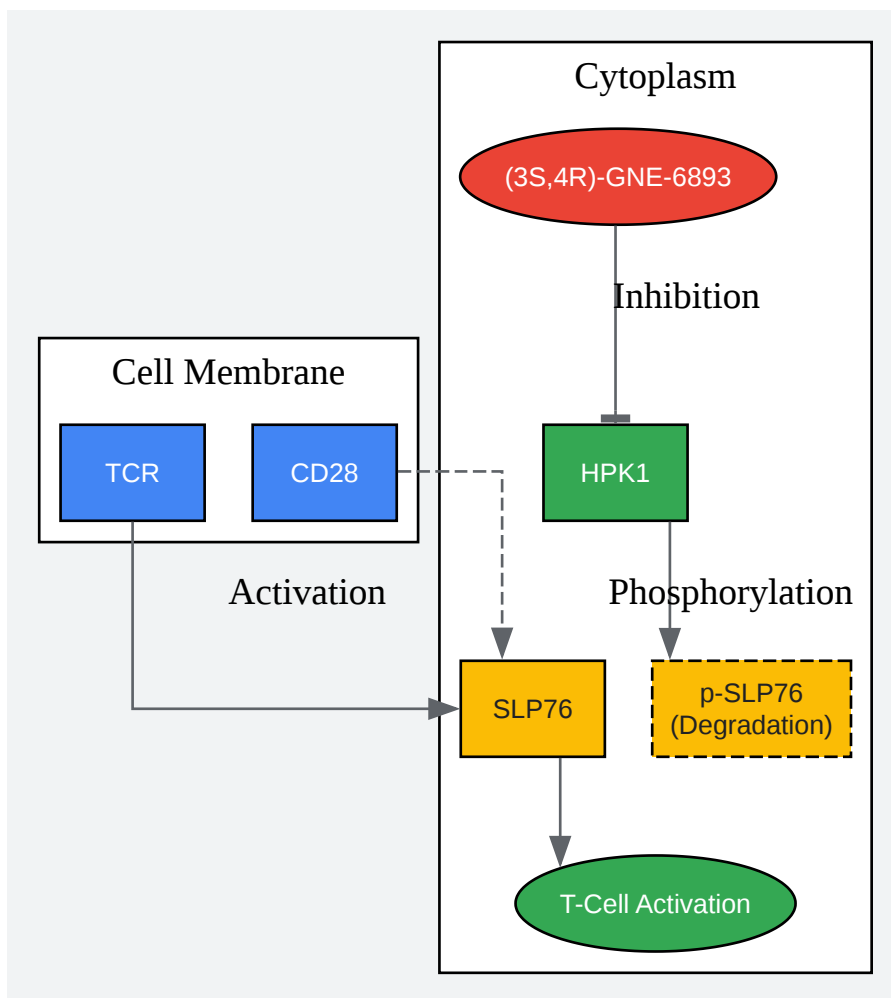 Cytoplasm
(3S,4R)-GNE-6893
Inhibition
Cell Membrane
TCR
CD28
HPK1
Activation
Phosphorylation
SLP76
p-SLP76
(Degradation)
T-Cell Activation